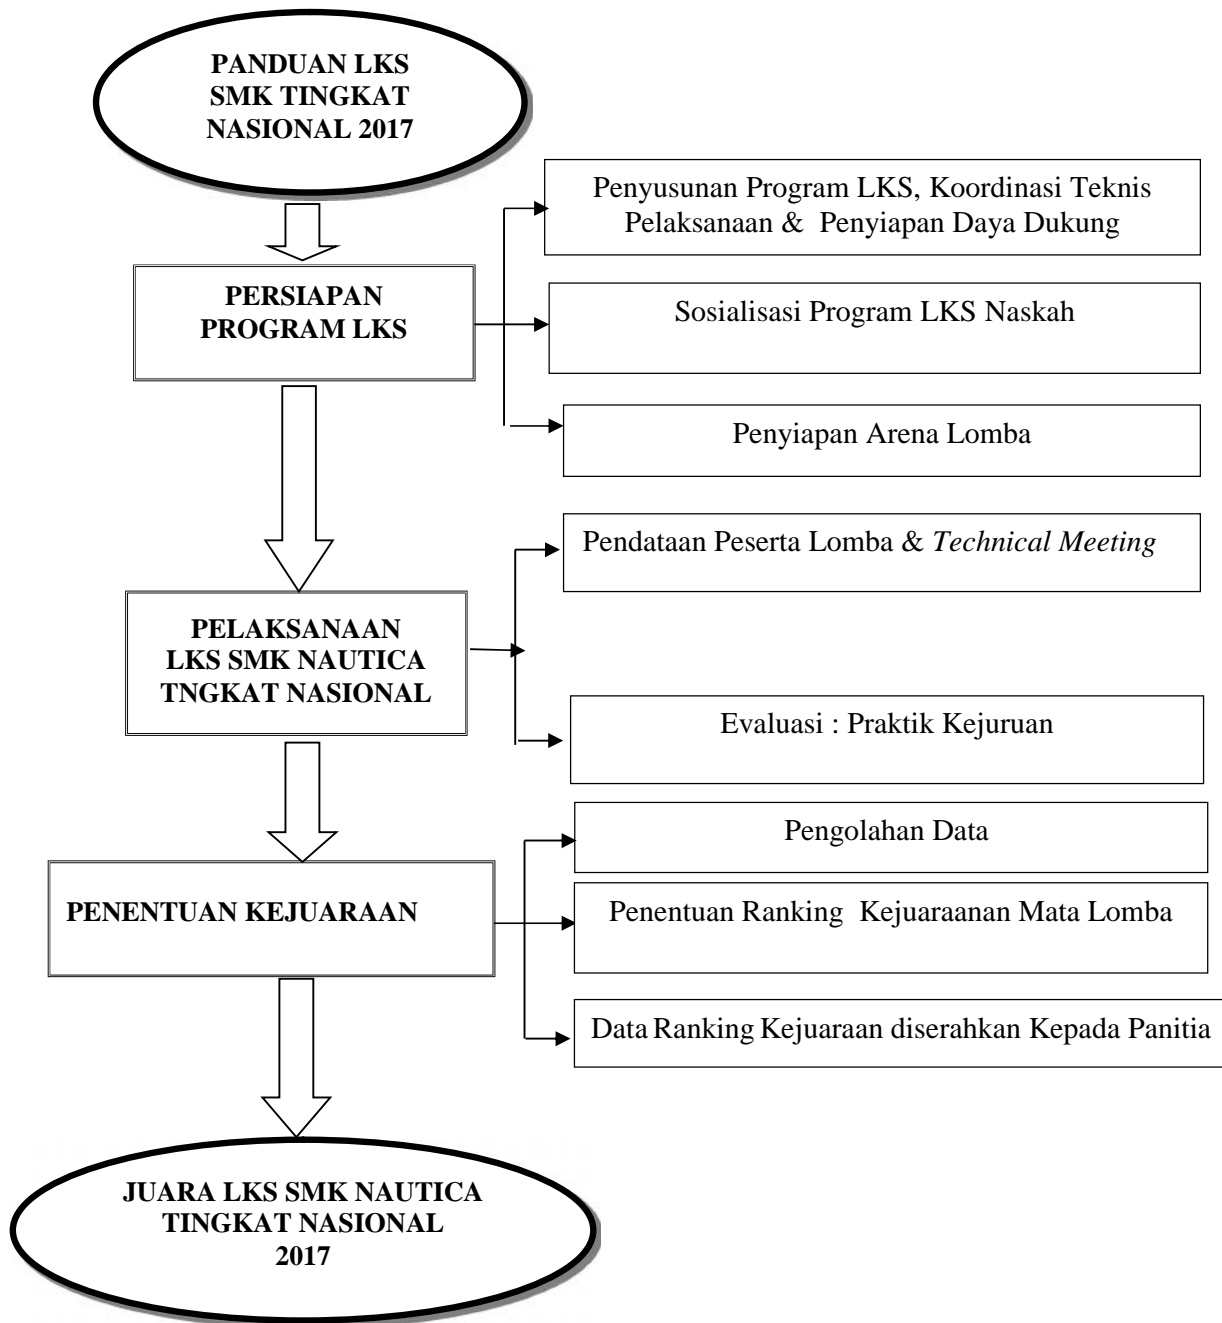 PANDUAN LKS
SMK TINGKAT
NASIONAL 2017
Penyusunan Program LKS, Koordinasi Teknis
Pelaksanaan & Penyiapan Daya Dukung
PERSIAPAN
PROGRAM LKS
Sosialisasi Program LKS Naskah
Penyiapan Arena Lomba
Pendataan Peserta Lomba & Technical Meeting
PELAKSANAAN
LKS SMK NAUTICA
TNGKAT NASIONAL
Evaluasi : Praktik Kejuruan
Pengolahan Data
PENENTUAN KEJUARAAN
Penentuan Ranking Kejuaraanan Mata Lomba
Data Ranking Kejuaraan diserahkan Kepada Panitia
JUARA LKS SMK NAUTICA
TINGKAT NASIONAL
2017